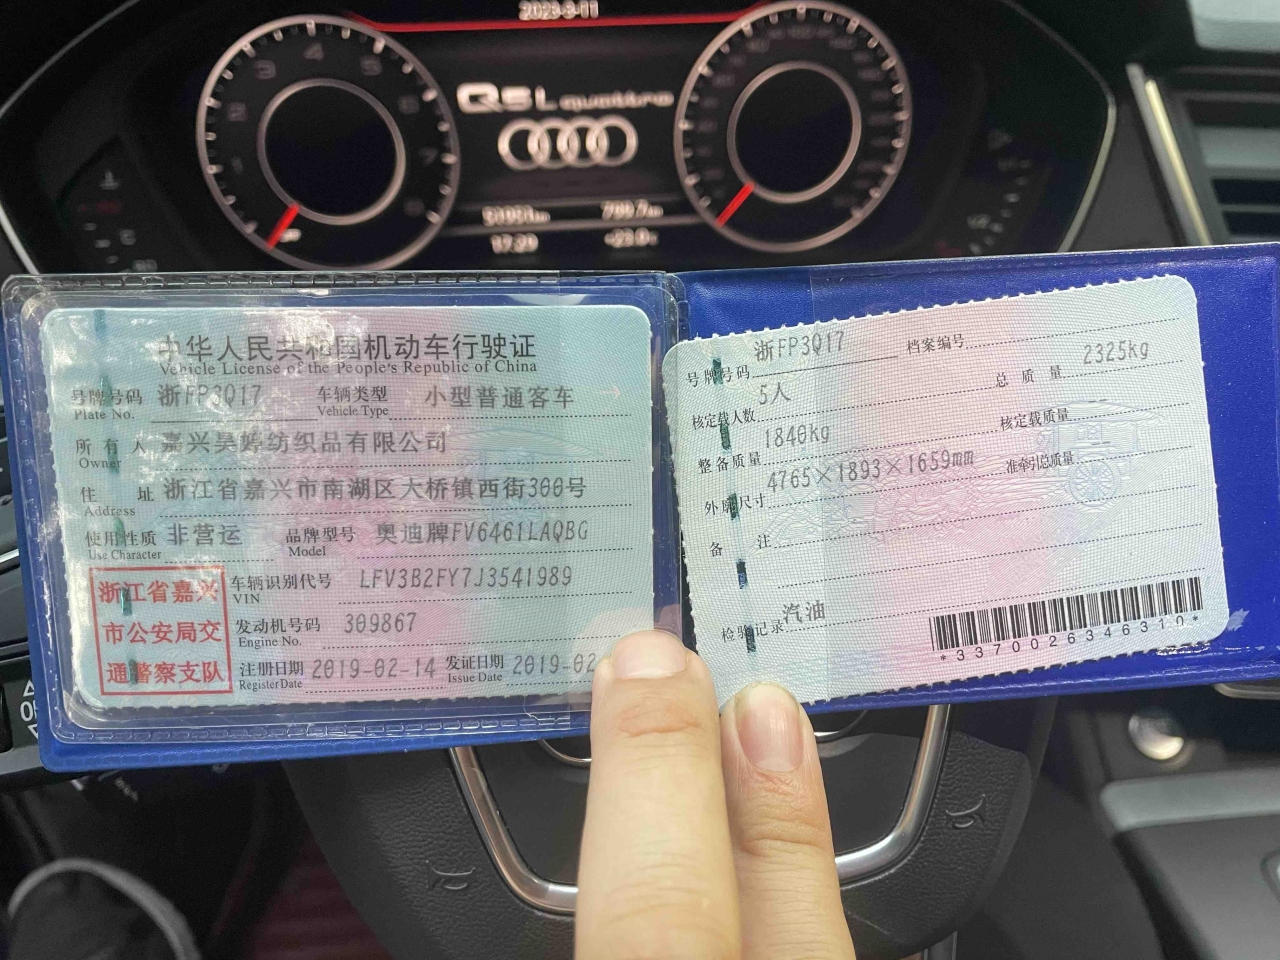 2023-8-11
Q5L quattro
17:29
中华人民共和国机动车行驶证
Vehicle License of the People's Republic of China
号牌号码 浙FP3Q17 车辆类型 小型普通客车
Plate No. Vehicle Type
所有人 嘉兴昊婷纺织品有限公司
Owner
住址 浙江省嘉兴市南湖区大桥镇西街300号
Address
使用性质 非营运 品牌型号 奥迪牌FV6461LAQBG
Use Character Model
浙江省嘉兴
市公安局交
通警察支队
车辆识别代号 LFV3B2FY7J3541989
VIN
发动机号码 309867
Engine No.
注册日期 2019-02-14 发证日期 2019-02
Register Date Issue Date
号牌号码 浙FP3Q17 档案编号
核定载人数 5人 总质量 2325kg
整备质量 1840kg 核定载质量
外廓尺寸 4765×1893×1659mm 准牵引总质量
备注
检验记录 汽油
*3370026346310*